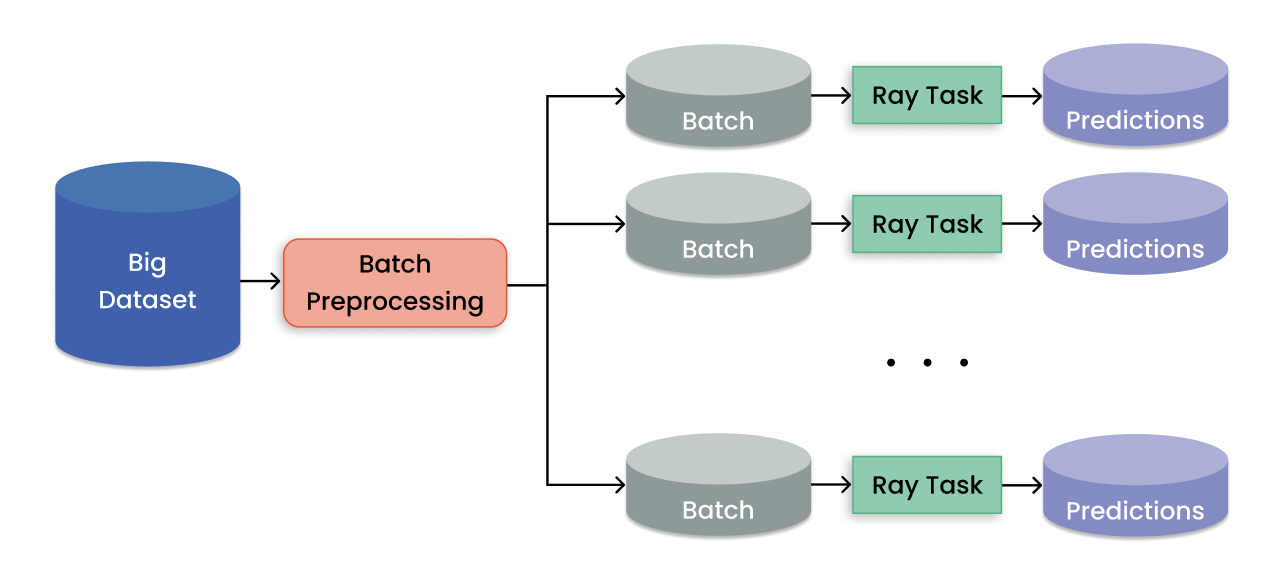 Big
Dataset
Batch
Preprocessing
Batch
Ray Task
Predictions
Batch
Ray Task
Predictions
. . .
Batch
Ray Task
Predictions